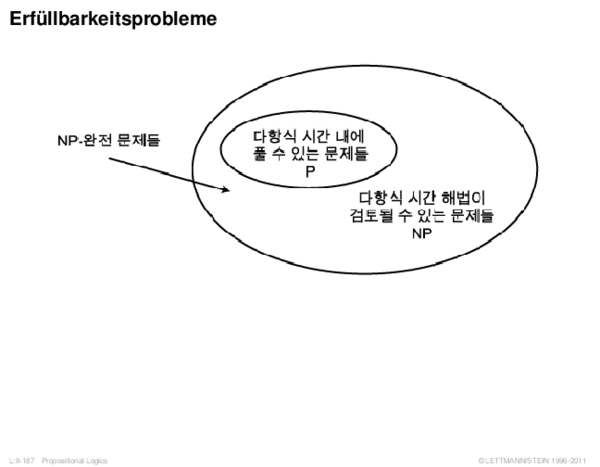 Erfüllbarkeitsprobleme
NP-완전 문제들
다항식 시간 내에
풀 수 있는 문제들
P
다항식 시간 해법이
검토될 수 있는 문제들
NP
L:II-187 Propositional Logics
©LETTMANN/STEIN 1996-2011